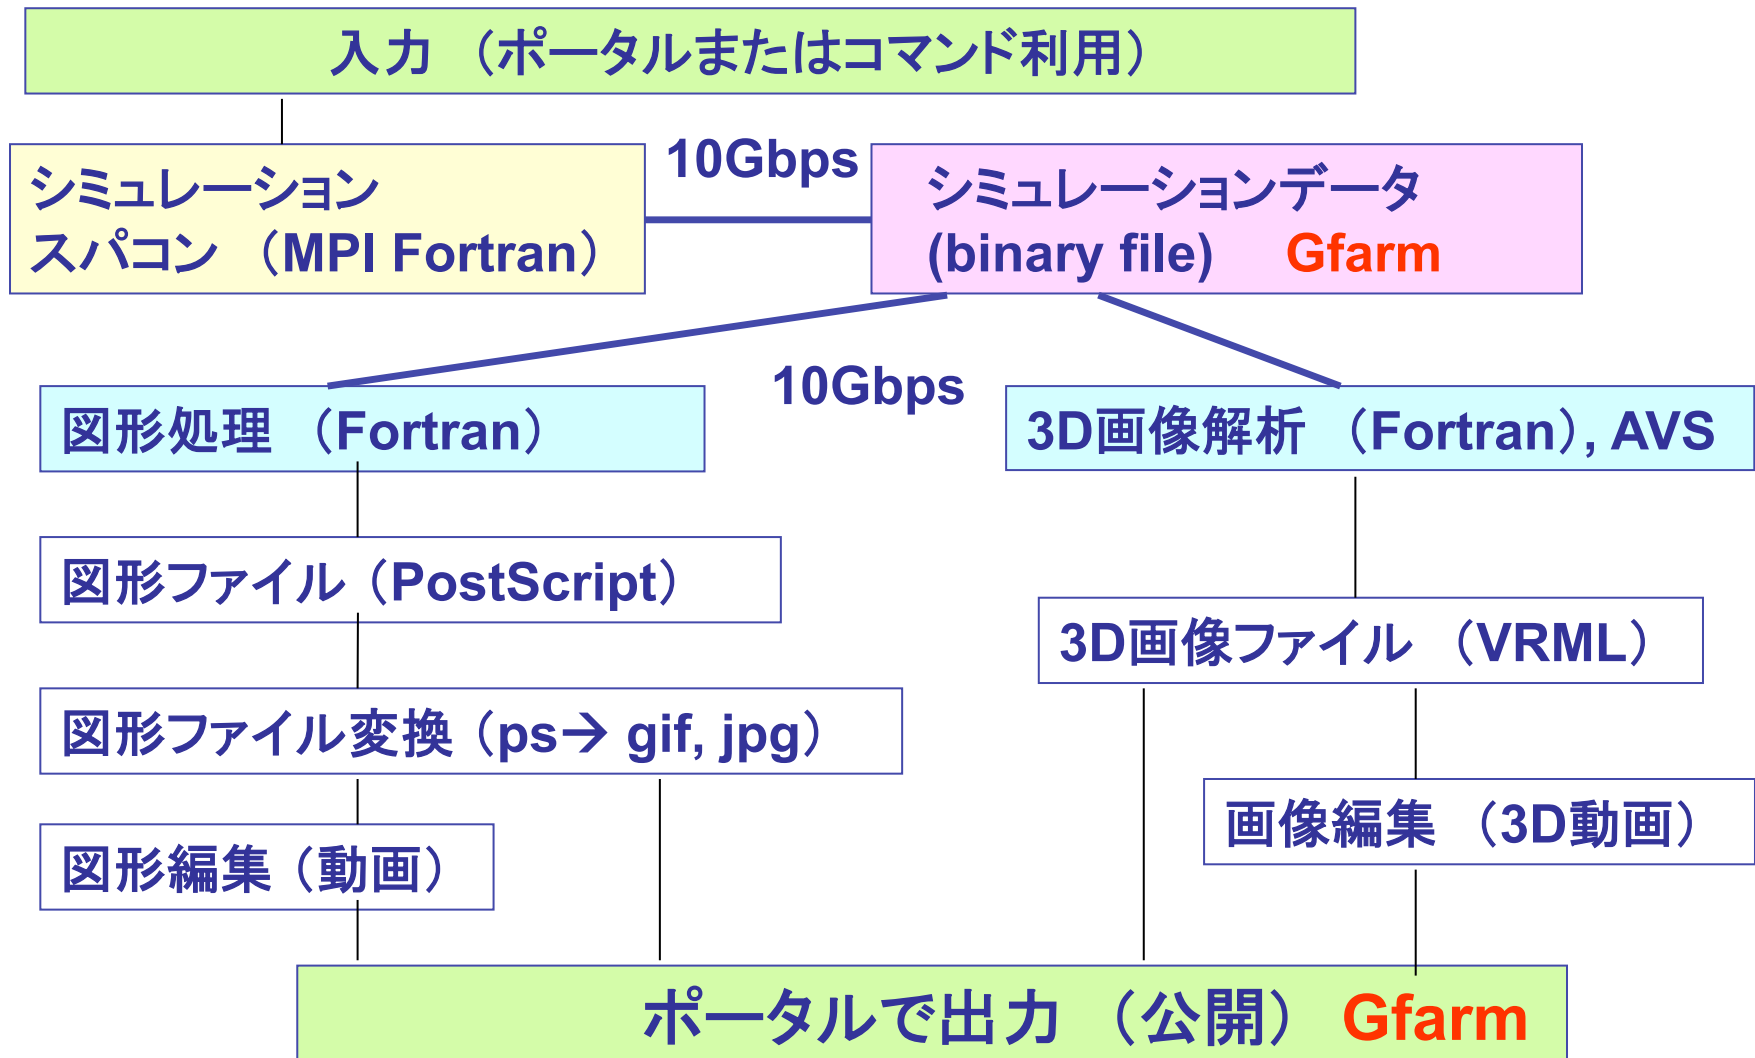 入力 （ポータルまたはコマンド利用）
10Gbps
シミュレーション
スパコン （MPI Fortran）
シミュレーションデータ
(binary file) Gfarm
10Gbps
図形処理 （Fortran）
3D画像解析 （Fortran）, AVS
図形ファイル（PostScript）
3D画像ファイル （VRML）
図形ファイル変換（ps→ gif, jpg）
画像編集 （3D動画）
図形編集（動画）
ポータルで出力 （公開） Gfarm